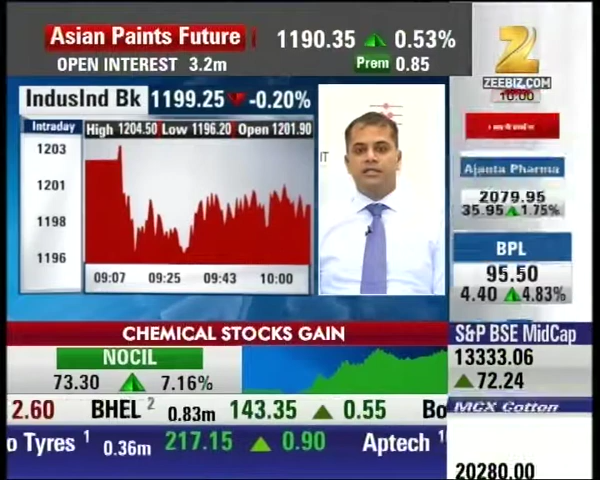 Asian Paints Future 1190.35 0.53%
OPEN INTEREST 3.2m Prem 0.85
ZEEBIZ.COM
10:00
IndusInd Bk 1199.25 -0.20%
Intraday High 1204.50 Low 1196.20 Open 1201.90
1203
1201
1198
1196
09:07 09:25 09:43 10:00
IT
Ajanta Pharma
2079.95
35.95 1.75%
BPL
95.50
4.40 4.83%
CHEMICAL STOCKS GAIN
NOCIL
73.30 7.16%
S&P BSE MidCap
13333.06
72.24
2.60 BHEL 2 0.83m 143.35 0.55 Bo
MCX Cotton
o Tyres 1 0.36m 217.15 0.90 Aptech 1
20280.00